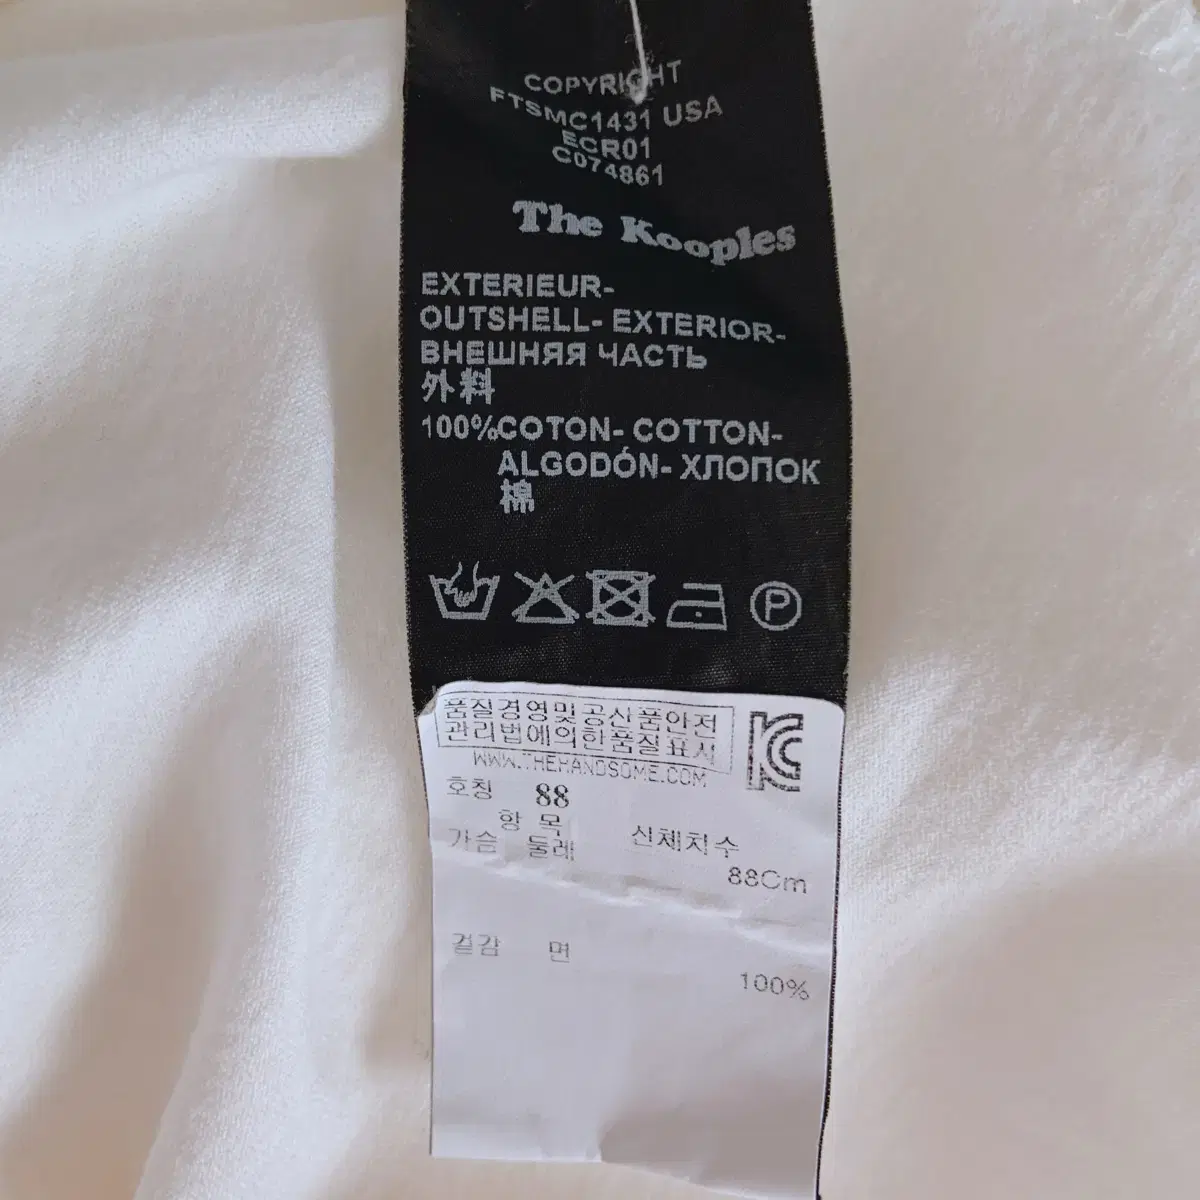 COPYRIGHT
FTSMC1431 USA
ECR01
C074861
The Kooples
EXTERIEUR-
OUTSHELL- EXTERIOR-
ВНЕШНЯЯ ЧАСТЬ
外料
100%COTON- COTTON-
ALGODÓN- ХЛОПОК
棉
P
품질경영및공산품안전
관리법에의한품질표시
WWW.THEHANDSOME.COM
호칭 88
항 목 신체치수
가슴 둘레 88Cm
겉감 면 100%